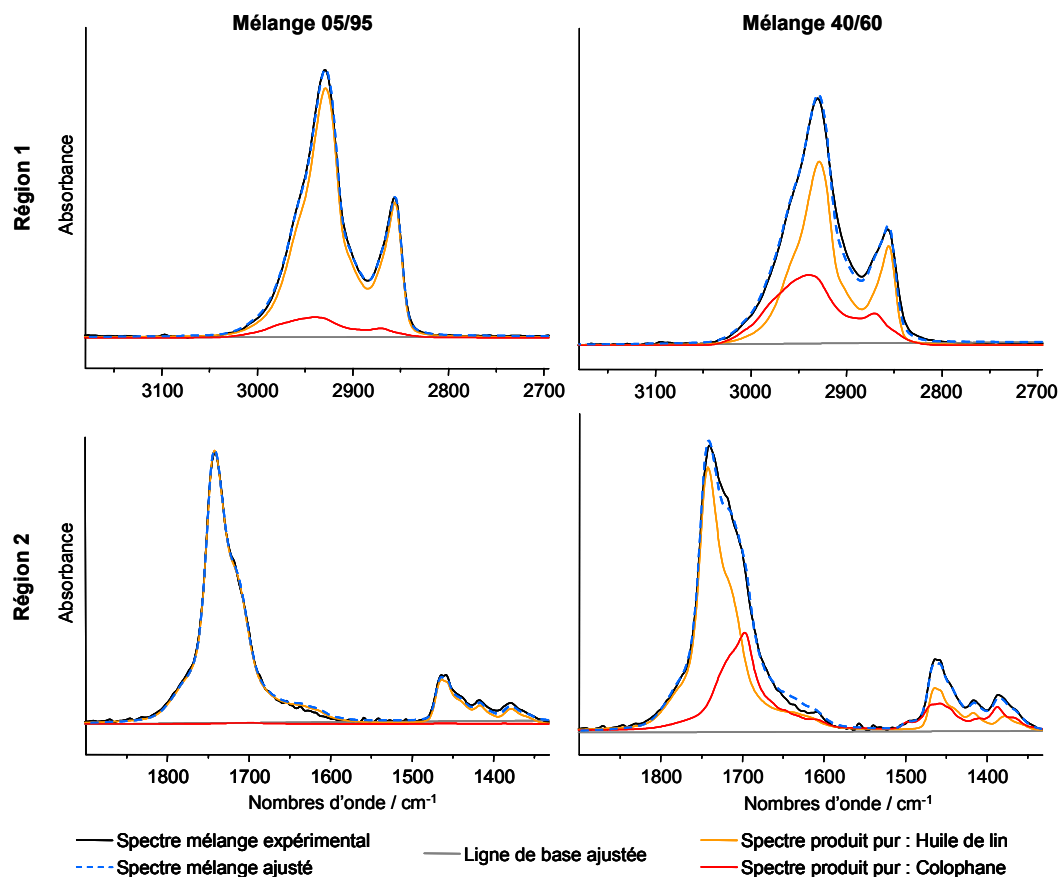 Mélange 05/95
Mélange 40/60
Région 1
Absorbance
3100 3000 2900 2800 2700
3100 3000 2900 2800 2700
Région 2
Absorbance
1800 1700 1600 1500 1400
1800 1700 1600 1500 1400
Nombres d'onde / cm⁻¹
Nombres d'onde / cm⁻¹
Spectre mélange expérimental
Spectre mélange ajusté
Ligne de base ajustée
Spectre produit pur : Huile de lin
Spectre produit pur : Colophane